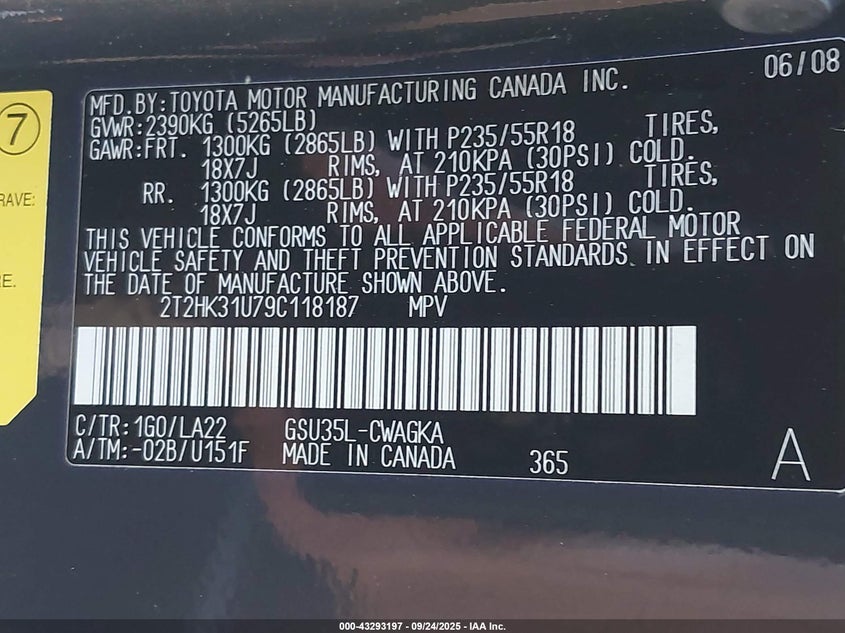 06/08
MFD.BY:TOYOTA MOTOR MANUFACTURING CANADA INC.
GVWR:2390KG (5265LB)
GAWR:FRT. 1300KG (2865LB) WITH P235/55R18 TIRES,
18X7J RIMS, AT 210KPA (30PSI) COLD.
RR. 1300KG (2865LB) WITH P235/55R18 TIRES,
18X7J RIMS, AT 210KPA (30PSI) COLD.
THIS VEHICLE CONFORMS TO ALL APPLICABLE FEDERAL MOTOR
VEHICLE SAFETY AND THEFT PREVENTION STANDARDS IN EFFECT ON
THE DATE OF MANUFACTURE SHOWN ABOVE.
2T2HK31U79C118187 MPV
C/TR:1G0/LA22 GSU35L-CWAGKA
A/TM:-02B/U151F MADE IN CANADA 365
A
7
RAVE:
E.
000-43293197 - 09/24/2025 - IAA Inc.